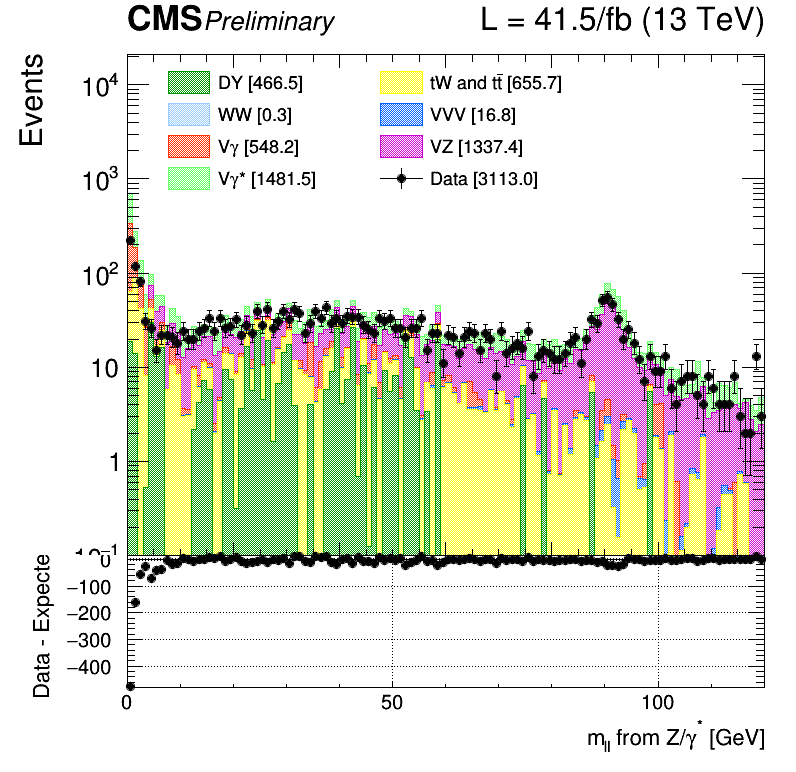 CMS Preliminary L = 41.5/fb (13 TeV)
Events
10⁴
10³
10²
10
1
DY [466.5] tW and tt̄ [655.7]
WW [0.3] VVV [16.8]
Vγ [548.2] VZ [1337.4]
Vγ* [1481.5] Data [3113.0]
Data - Expecte
0
−100
−200
−300
−400
0 50 100
m_ll from Z/γ* [GeV]